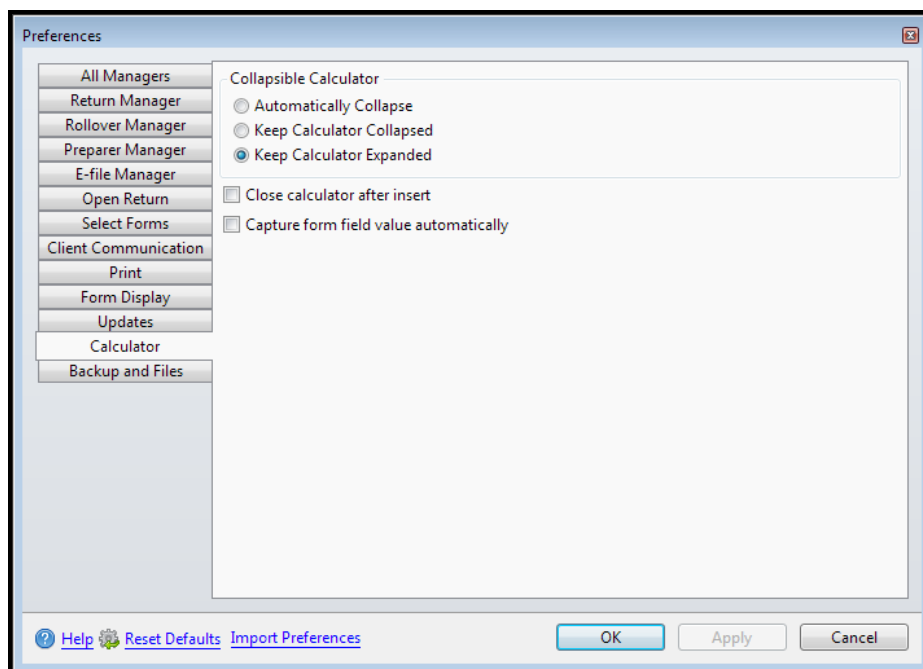 Preferences
All Managers
Return Manager
Rollover Manager
Preparer Manager
E-file Manager
Open Return
Select Forms
Client Communication
Print
Form Display
Updates
Calculator
Backup and Files
Collapsible Calculator
Automatically Collapse
Keep Calculator Collapsed
Keep Calculator Expanded
Close calculator after insert
Capture form field value automatically
Help Reset Defaults Import Preferences OK Apply Cancel